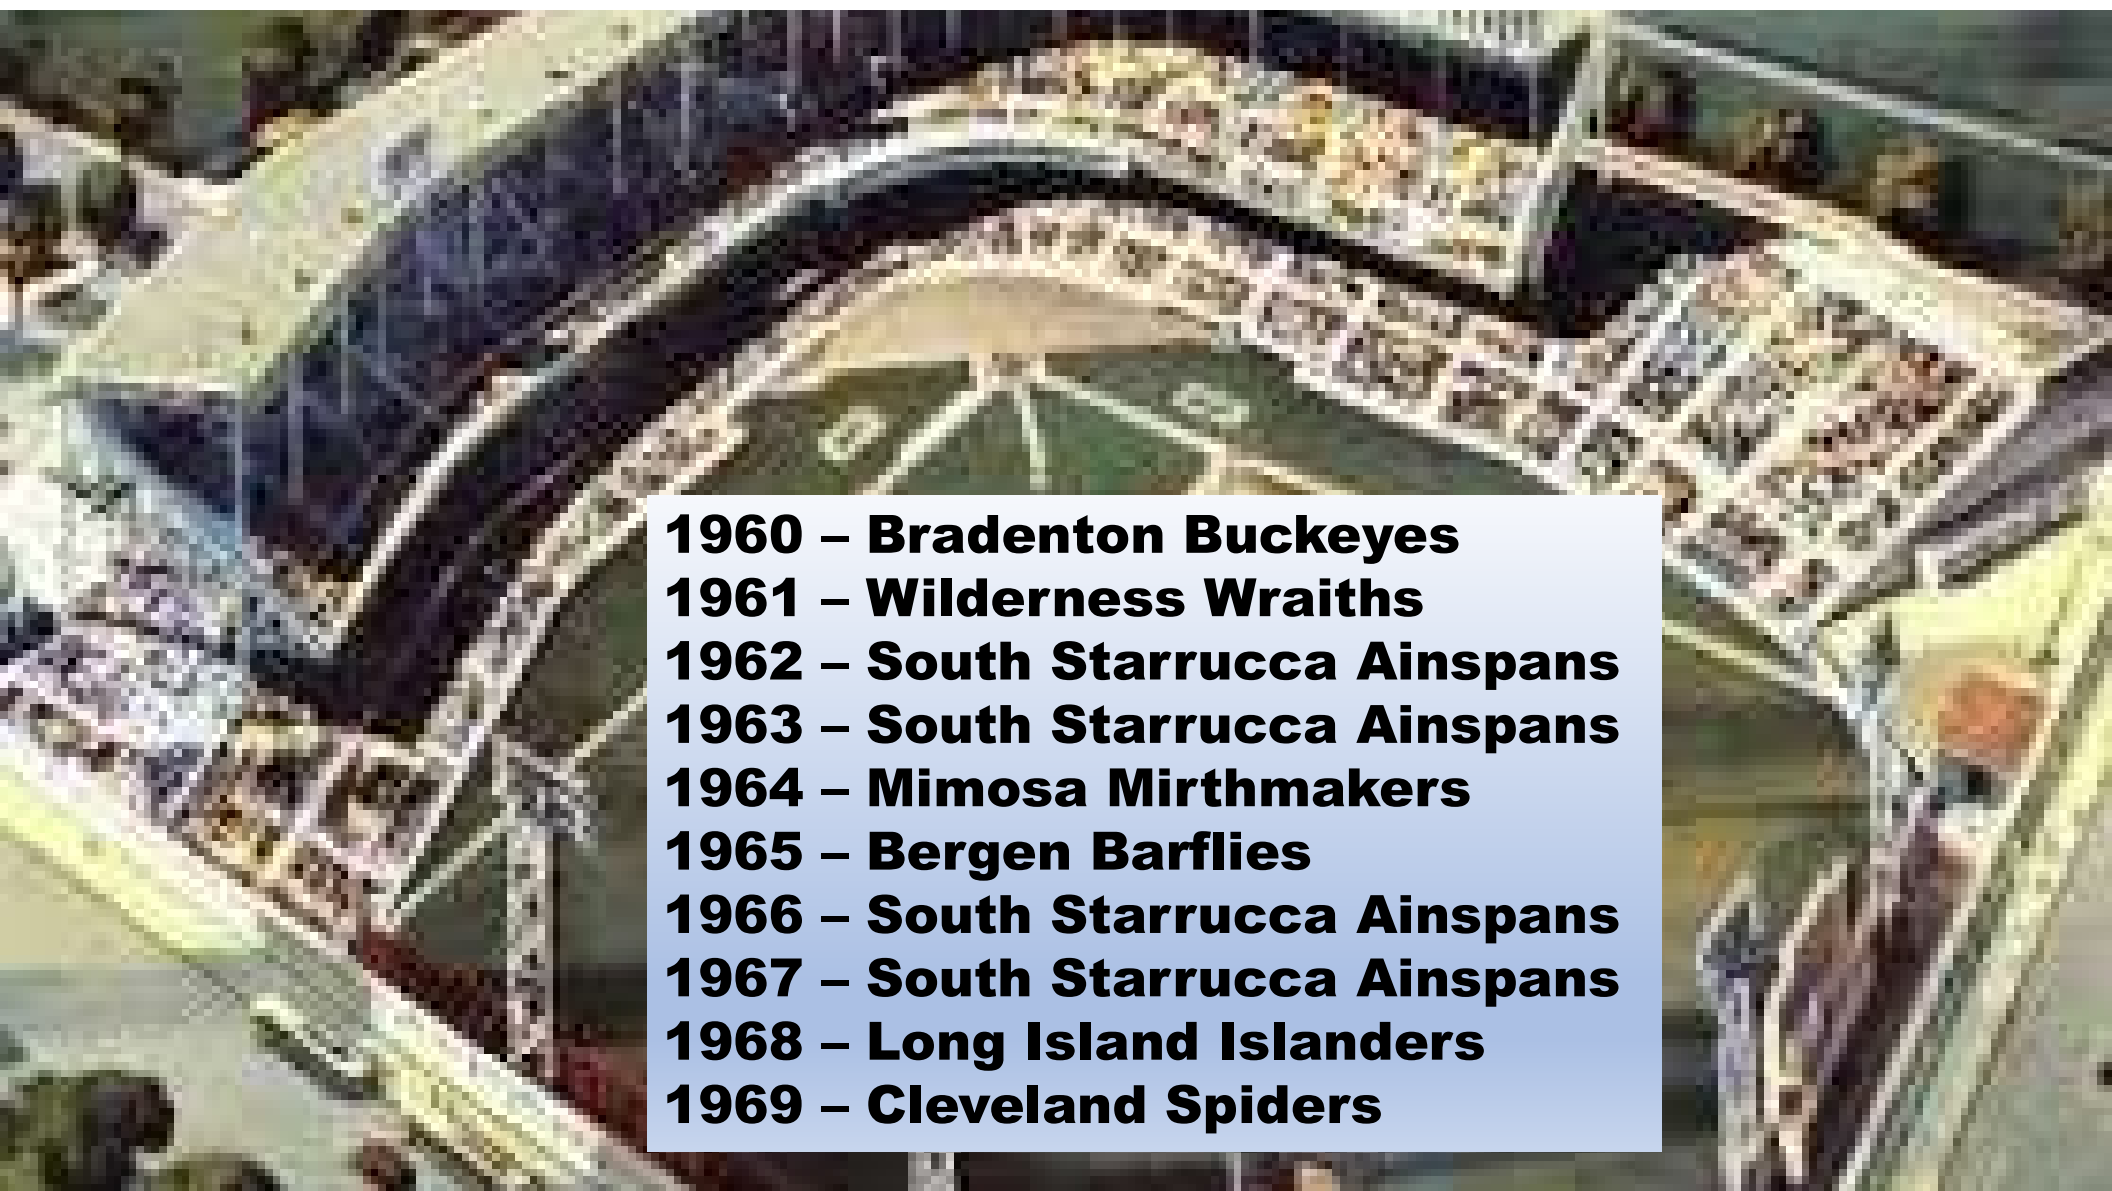 1960 – Bradenton Buckeyes
1961 – Wilderness Wraiths
1962 – South Starrucca Ainspans
1963 – South Starrucca Ainspans
1964 – Mimosa Mirthmakers
1965 – Bergen Barflies
1966 – South Starrucca Ainspans
1967 – South Starrucca Ainspans
1968 – Long Island Islanders
1969 – Cleveland Spiders